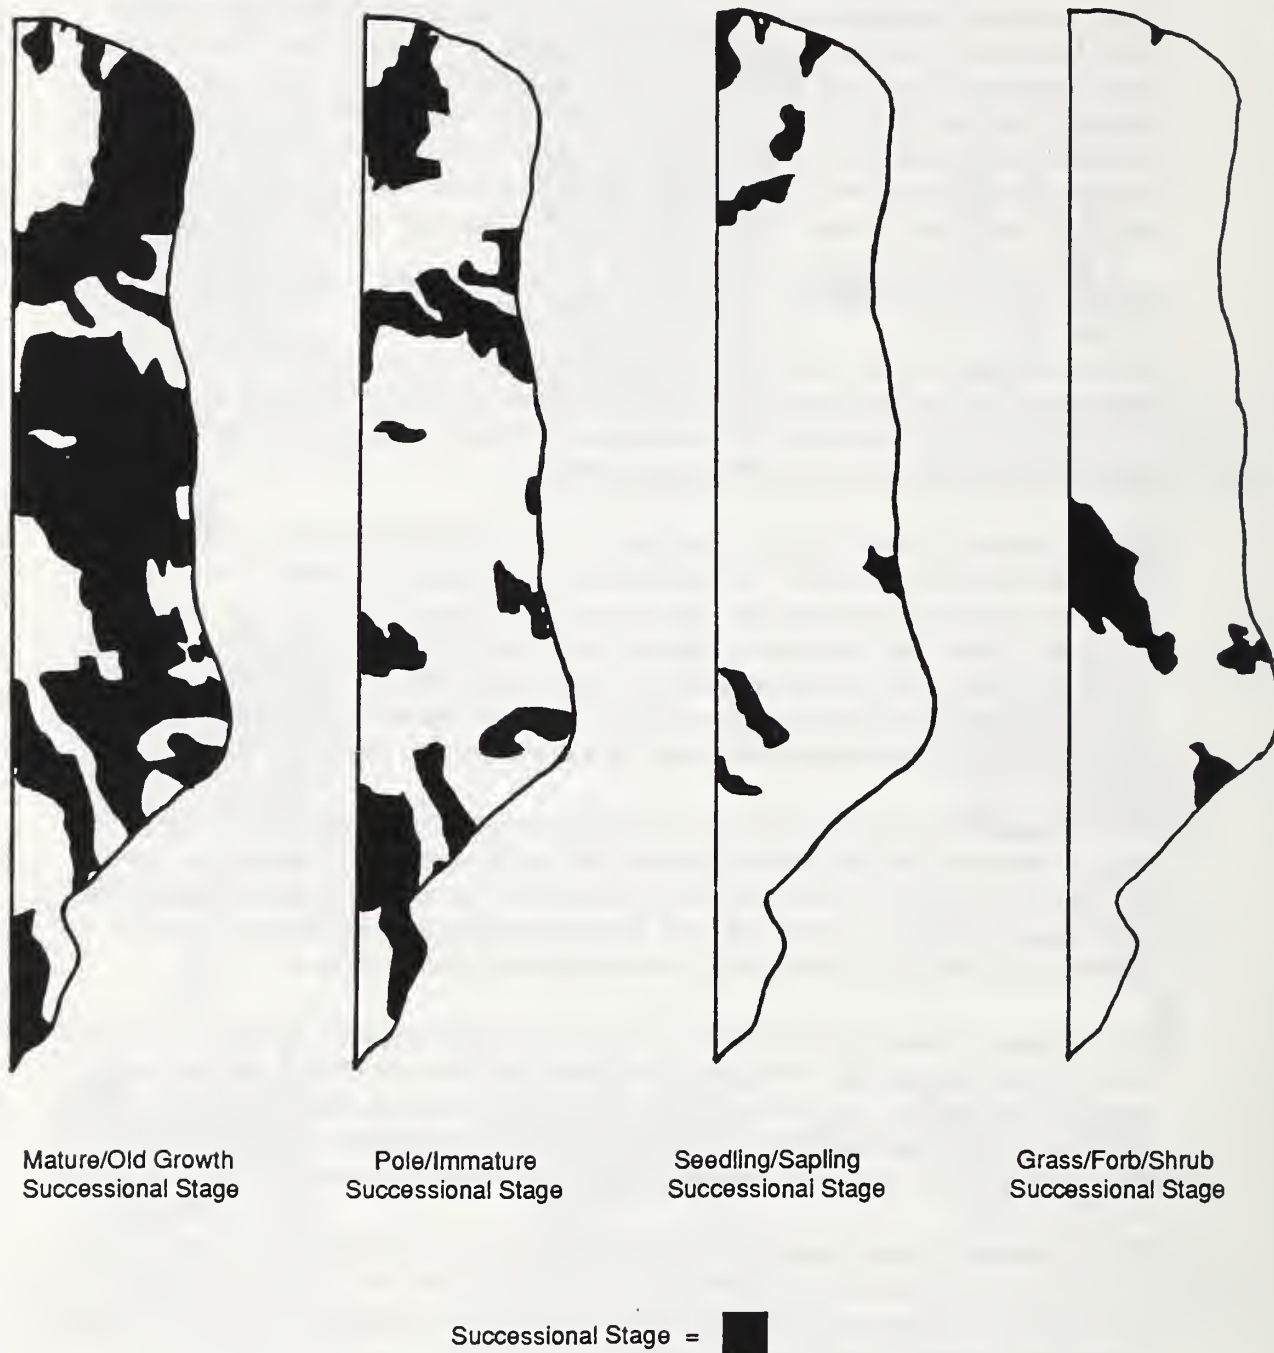 Mature/Old Growth
Successional Stage
Pole/Immature
Successional Stage
Seedling/Sapling
Successional Stage
Grass/Forb/Shrub
Successional Stage
Successional Stage =